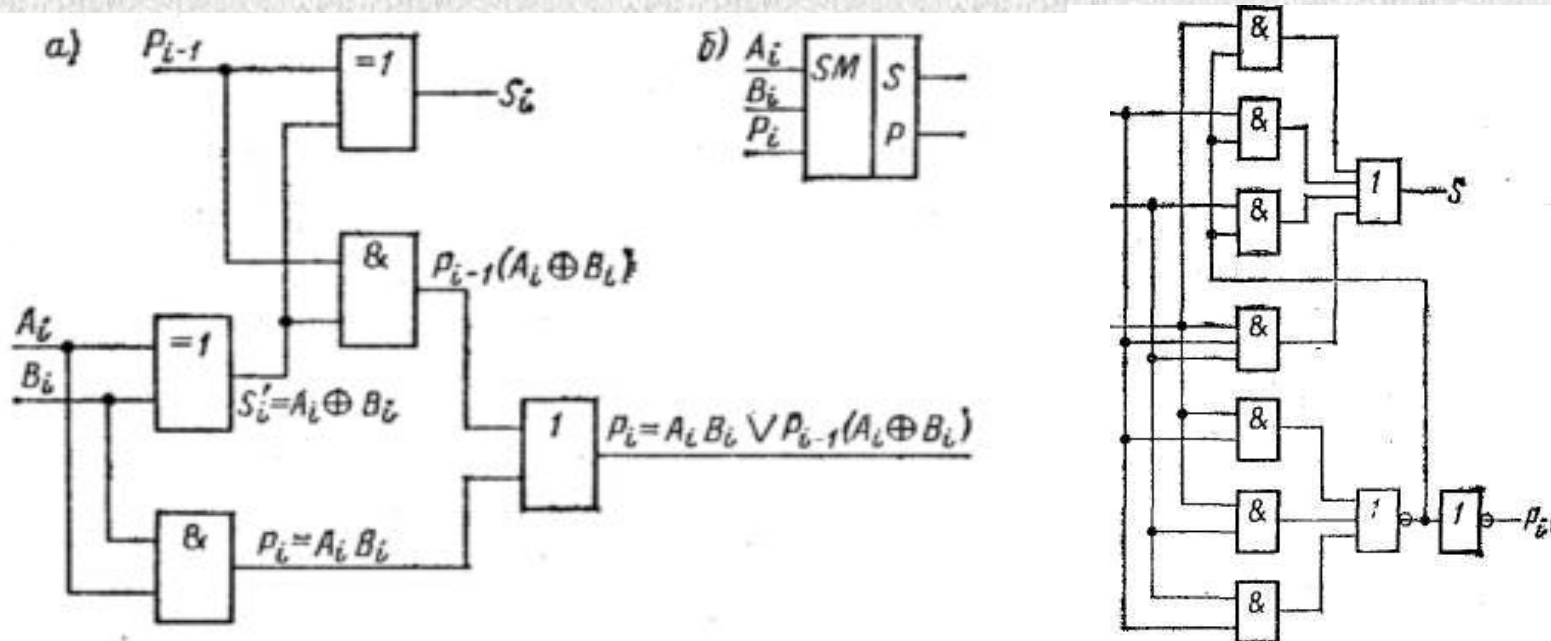 а)
P_{i-1}
=1
S_i
&
P_{i-1}(A_i ⊕ B_i)
A_i
B_i
=1
S_i' = A_i ⊕ B_i
1
P_i = A_i B_i ∨ P_{i-1}(A_i ⊕ B_i)
&
P_i = A_i B_i
б)
A_i
B_i
P_i
SM
S
P
&
&
&
1
S
&
&
&
1
1
P_i
&